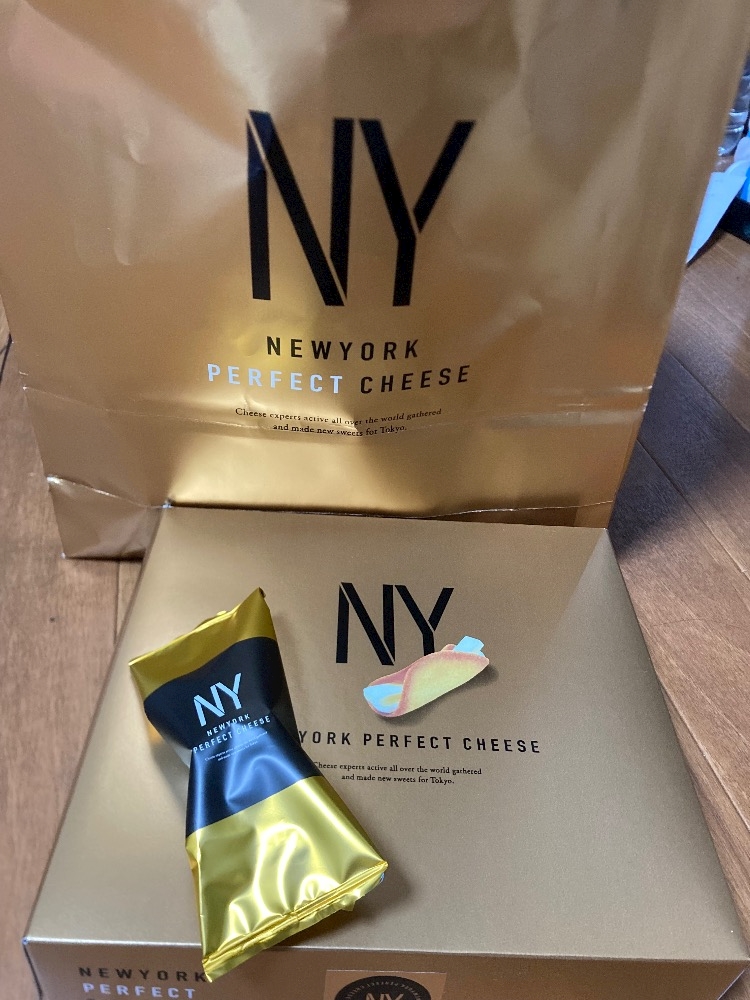 NY
NEWYORK
PERFECT CHEESE
Cheese experts active all over the world gathered
and made new sweets for Tokyo.
NY
YORK PERFECT CHEESE
Cheese experts active all over the world gathered
and made new sweets for Tokyo.
NY
NEWYORK
PERFECT CHEESE
NEWYORK
PERFECT
NY